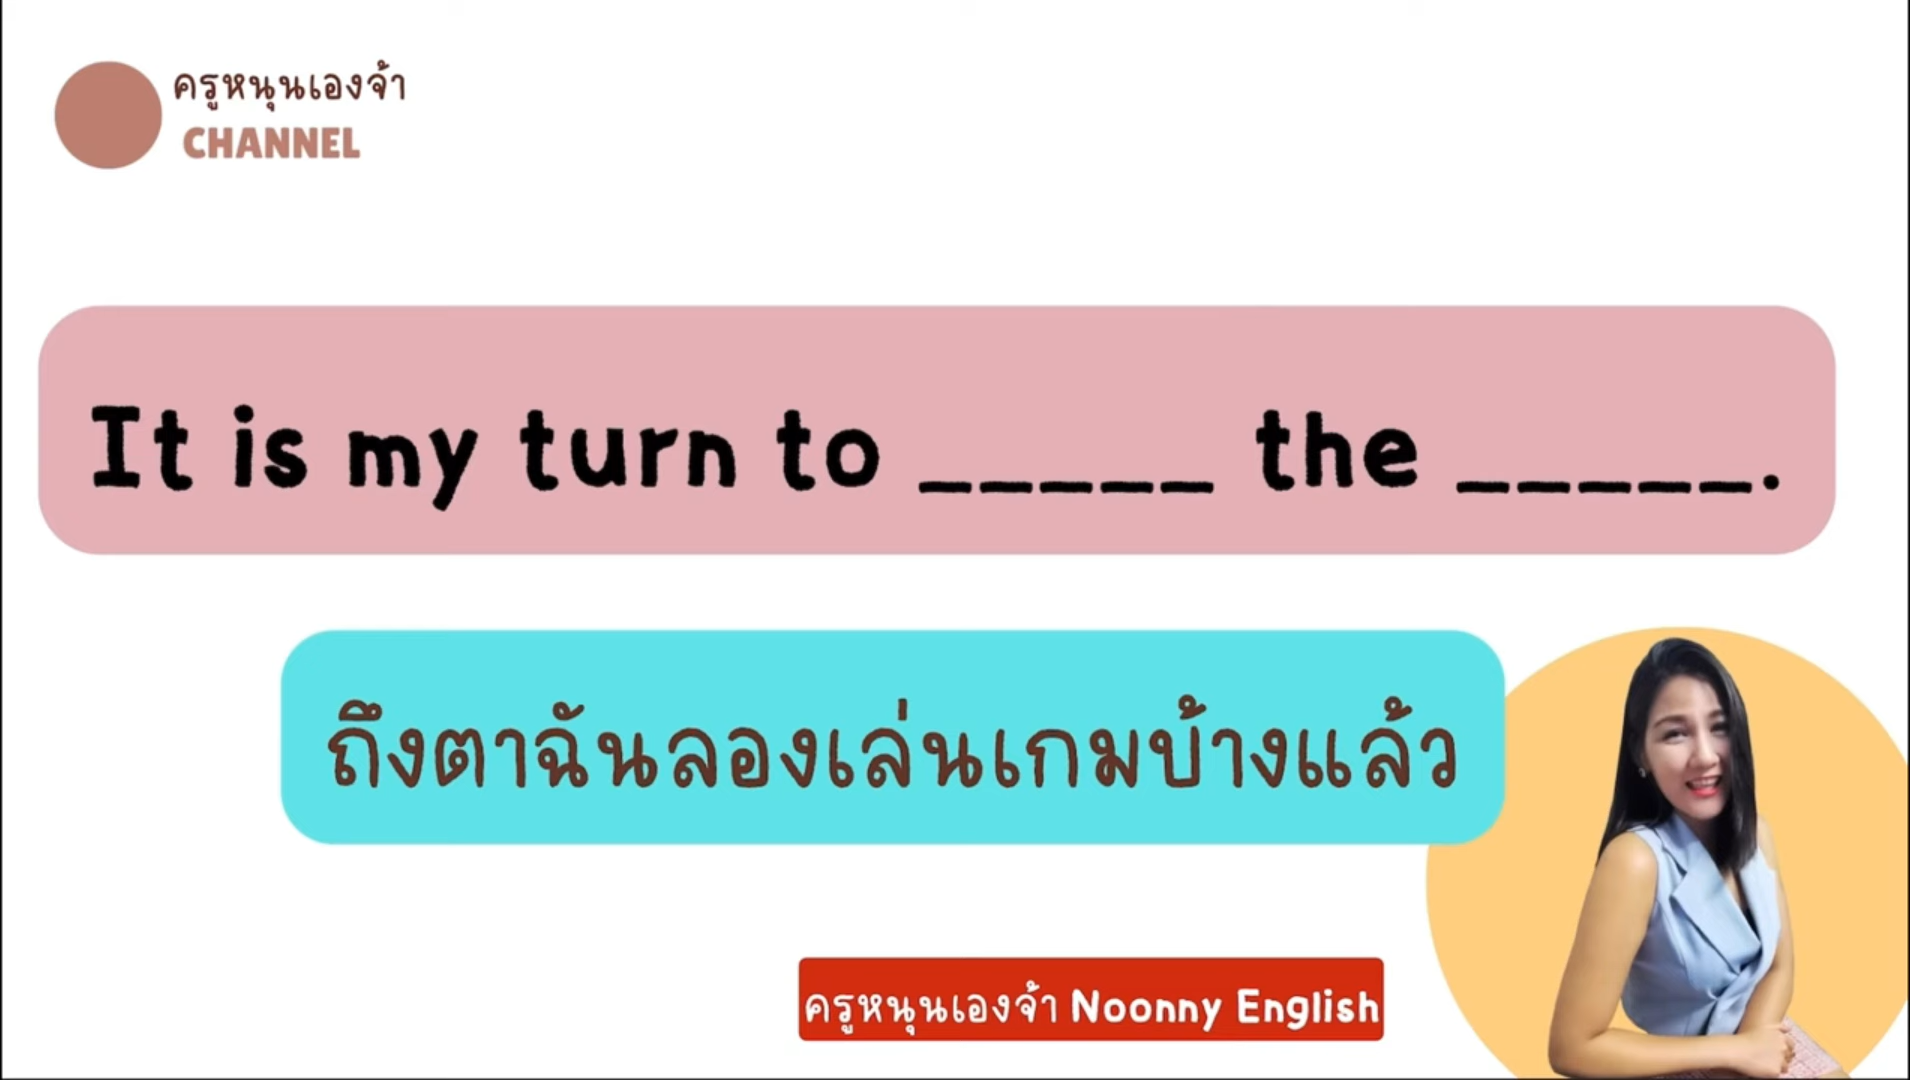 ครูหนุนเองจ้า
CHANNEL
It is my turn to _____ the _____.
ถึงตาฉันลองเล่นเกมบ้างแล้ว
ครูหนุนเองจ้า Noonny English